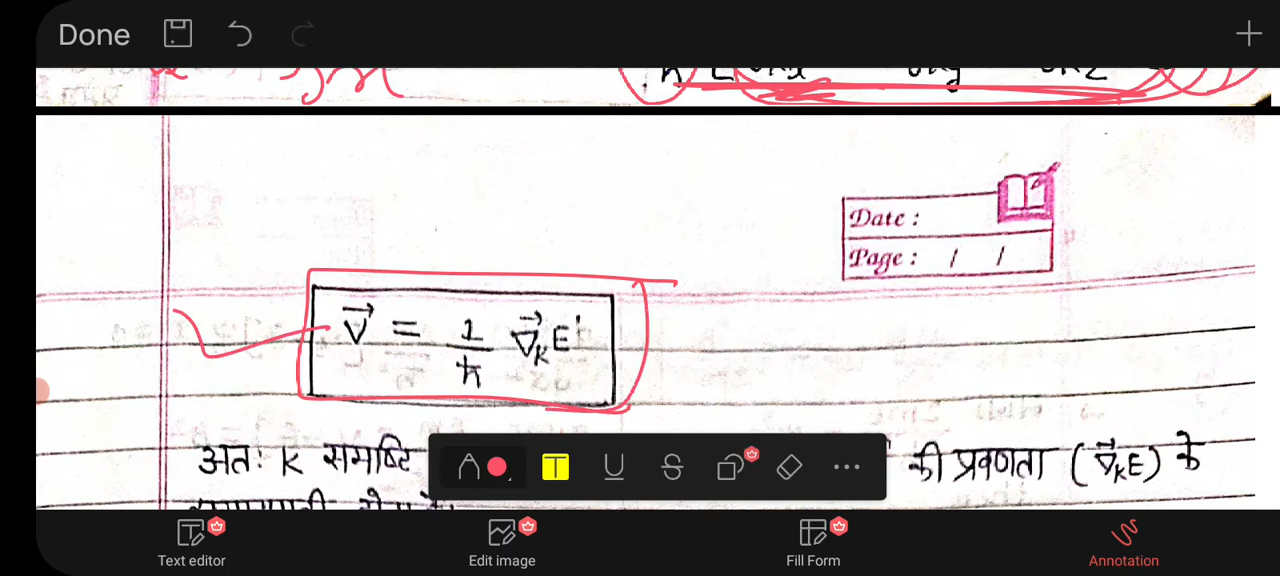 Done
Date :
Page : / /
V⃗ = 1/ħ ∇⃗ₖE
अतः K समष्टि की प्रवणता (∇⃗ₖE) के
Text editor
Edit image
Fill Form
Annotation